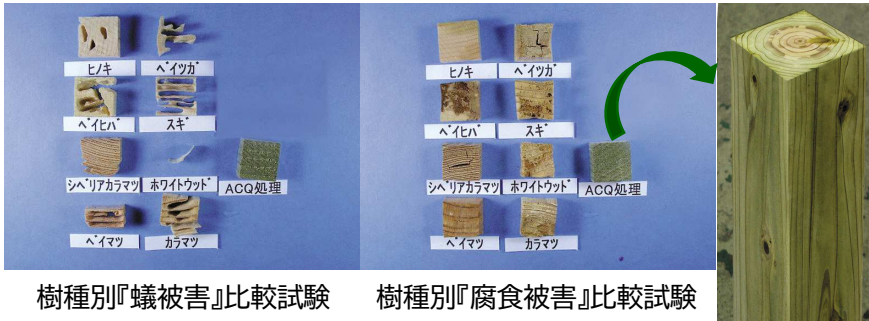 ヒノキ
ベイツガ
ベイヒバ
スギ
シベリアカラマツ
ホワイトウッド
ACQ処理
ベイマツ
カラマツ
樹種別『蟻被害』比較試験
ヒノキ
ベイツガ
ベイヒバ
スギ
シベリアカラマツ
ホワイトウッド
ACQ処理
ベイマツ
カラマツ
樹種別『腐食被害』比較試験